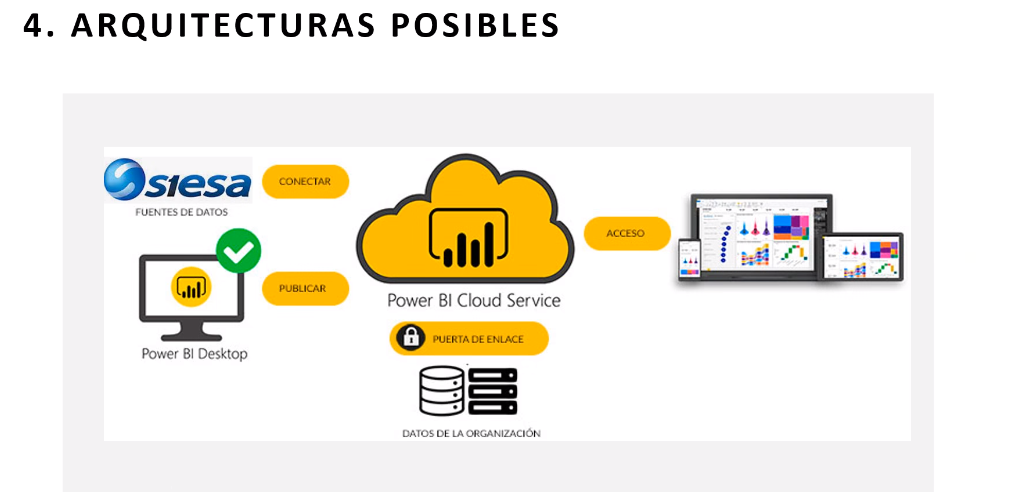 4. ARQUITECTURAS POSIBLES
siesa
FUENTES DE DATOS
CONECTAR
ACCESO
PUBLICAR
Power BI Cloud Service
Power BI Desktop
PUERTA DE ENLACE
DATOS DE LA ORGANIZACIÓN